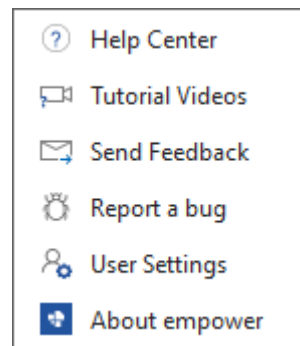 Help Center
Tutorial Videos
Send Feedback
Report a bug
User Settings
About empower